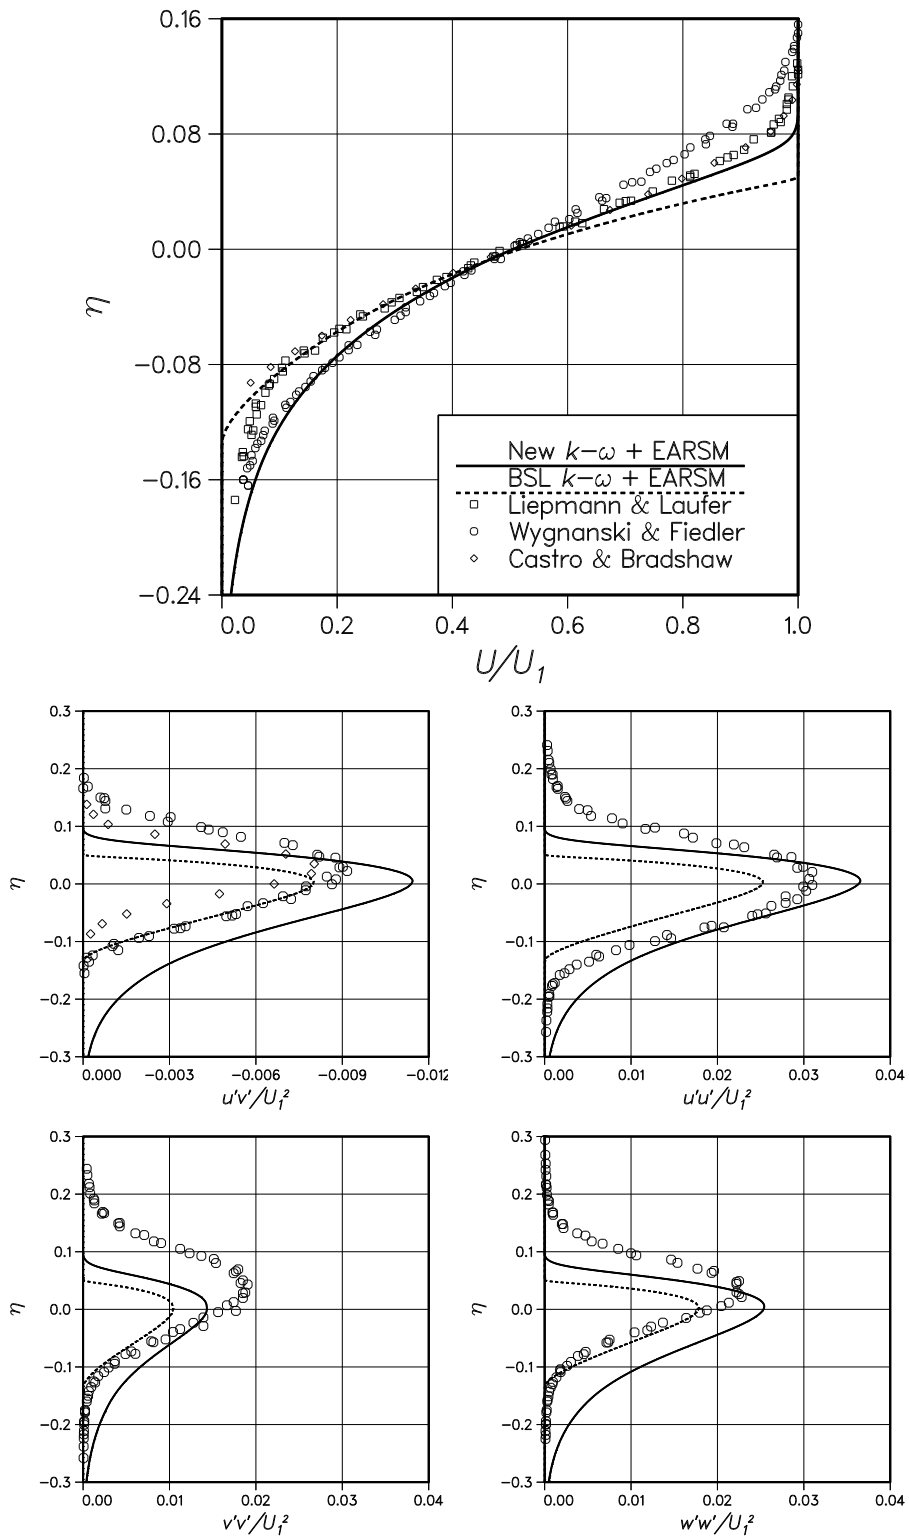 0.16
0.08
0.00
η
−0.08
−0.16
−0.24
New k−ω + EARSM
BSL k−ω + EARSM
Liepmann & Laufer
Wygnanski & Fiedler
Castro & Bradshaw
0.0 0.2 0.4 0.6 0.8 1.0
U/U₁
0.3
0.2
0.1
η
0.0
−0.1
−0.2
−0.3
0.000 −0.003 −0.006 −0.009 −0.012
u'v'/U₁²
0.3
0.2
0.1
η
0.0
−0.1
−0.2
−0.3
0.00 0.01 0.02 0.03 0.04
u'u'/U₁²
0.3
0.2
0.1
η
0.0
−0.1
−0.2
−0.3
0.00 0.01 0.02 0.03 0.04
v'v'/U₁²
0.3
0.2
0.1
η
0.0
−0.1
−0.2
−0.3
0.00 0.01 0.02 0.03 0.04
w'w'/U₁²